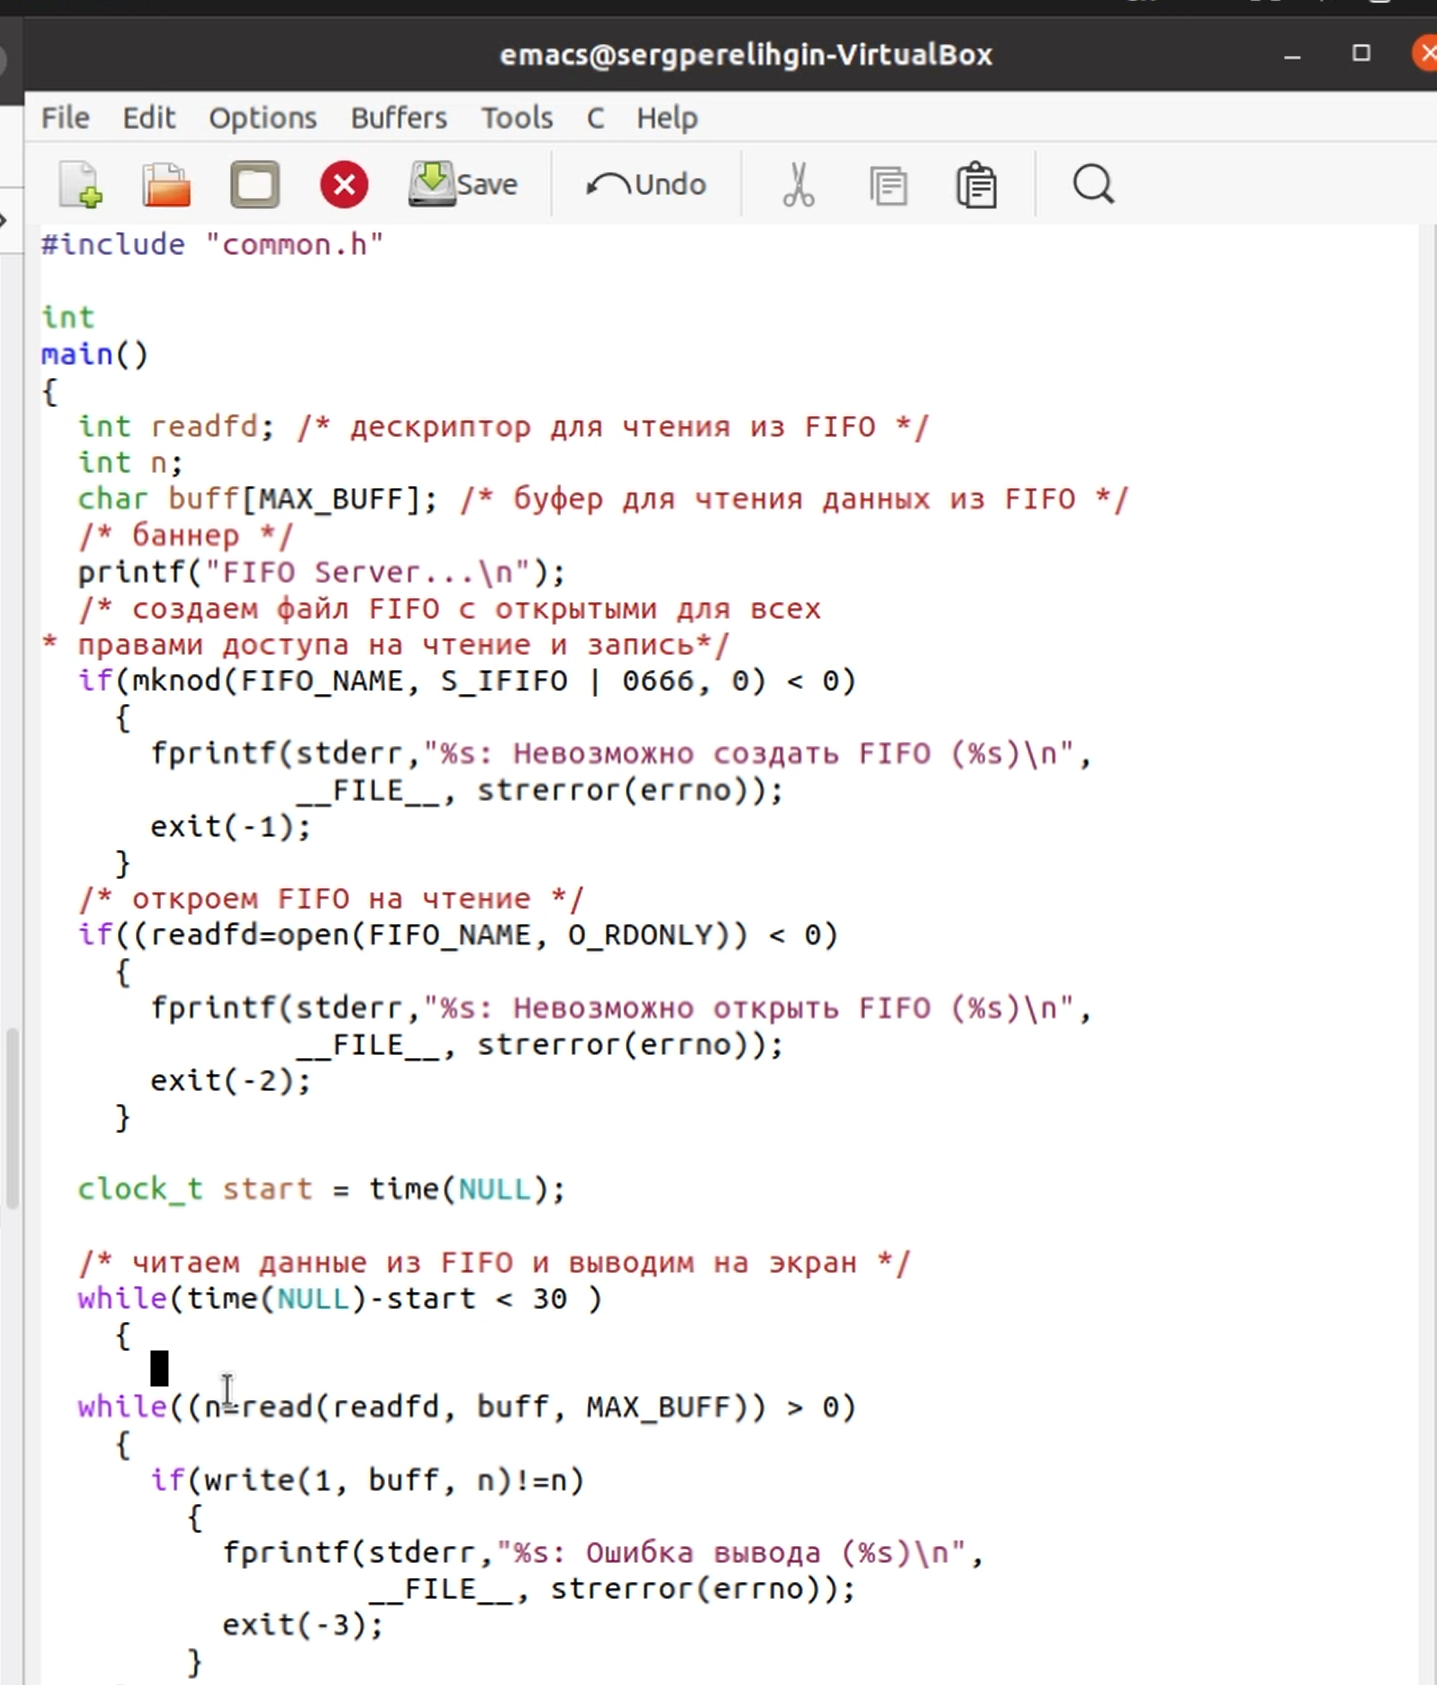 emacs@sergperelihgin-VirtualBox
File Edit Options Buffers Tools C Help
Save Undo
#include "common.h"
int
main()
{
int readfd; /* дескриптор для чтения из FIFO */
int n;
char buff[MAX_BUFF]; /* буфер для чтения данных из FIFO */
/* баннер */
printf("FIFO Server...\n");
/* создаем файл FIFO с открытыми для всех
* правами доступа на чтение и запись*/
if(mknod(FIFO_NAME, S_IFIFO | 0666, 0) < 0)
{
fprintf(stderr,"%s: Невозможно создать FIFO (%s)\n",
__FILE__, strerror(errno));
exit(-1);
}
/* откроем FIFO на чтение */
if((readfd=open(FIFO_NAME, O_RDONLY)) < 0)
{
fprintf(stderr,"%s: Невозможно открыть FIFO (%s)\n",
__FILE__, strerror(errno));
exit(-2);
}
clock_t start = time(NULL);
/* читаем данные из FIFO и выводим на экран */
while(time(NULL)-start < 30 )
{
while((n=read(readfd, buff, MAX_BUFF)) > 0)
{
if(write(1, buff, n)!=n)
{
fprintf(stderr,"%s: Ошибка вывода (%s)\n",
__FILE__, strerror(errno));
exit(-3);
}